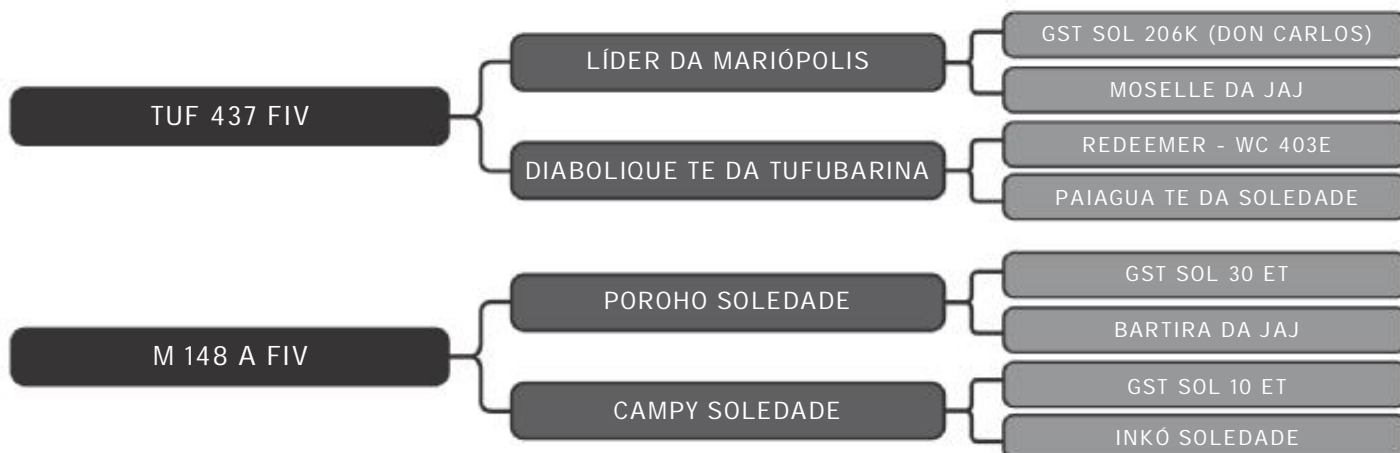 TUF 437 FIV
LÍDER DA MARIÓPOLIS
GST SOL 206K (DON CARLOS)
MOSELLE DA JAJ
DIABOLIQUE TE DA TUFUBARINA
REDEEMER - WC 403E
PAIAGUA TE DA SOLEDADE
M 148 A FIV
POROHO SOLEDADE
GST SOL 30 ET
BARTIRA DA JAJ
CAMPY SOLEDADE
GST SOL 10 ET
INKÓ SOLEDADE